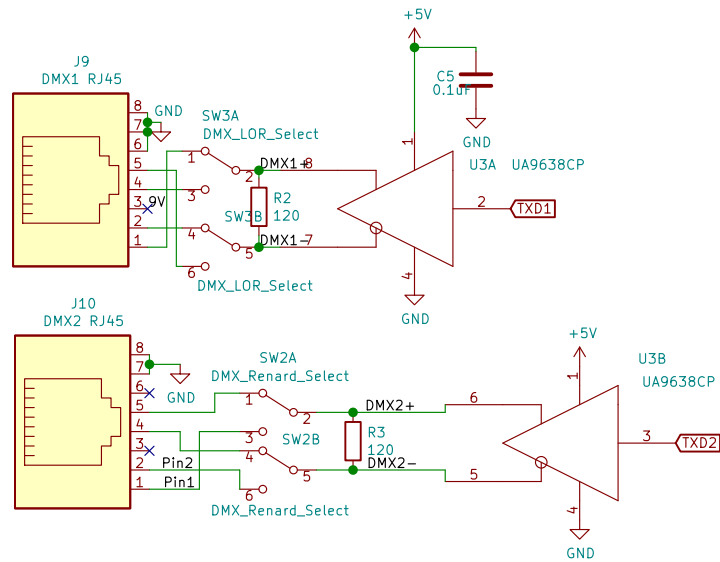 +5V
J9
DMX1 RJ45
C5
0.1uF
GND
8
7
6
5
4
3
2
1
GND
9V
SW3A
DMX_LOR_Select
1
2
3
DMX1+
8
R2
120
SW3B
4
5
6
DMX1-
7
DMX_LOR_Select
1
U3A
UA9638CP
2
TXD1
4
GND
J10
DMX2 RJ45
8
7
6
5
4
3
2
1
GND
Pin2
Pin1
SW2A
DMX_Renard_Select
1
2
3
DMX2+
6
SW2B
R3
120
4
5
6
DMX2-
5
DMX_Renard_Select
+5V
1
U3B
UA9638CP
3
TXD2
4
GND